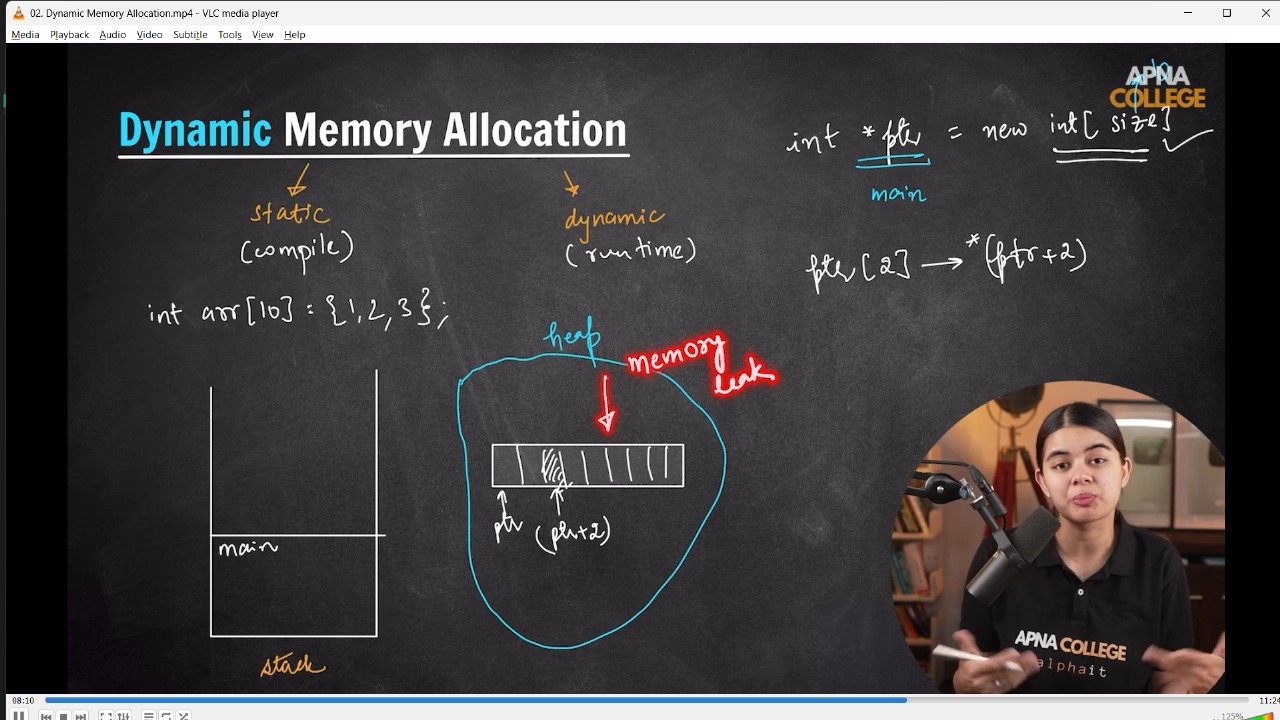 02. Dynamic Memory Allocation.mp4 - VLC media player
Media Playback Audio Video Subtitle Tools View Help
APNA
COLLEGE
Dynamic Memory Allocation
int *ptr = new int[size]
main
static
(compile)
dynamic
(runtime)
ptr[2] → *(ptr+2)
int arr[10] = {1,2,3};
heap
memory
leak
ptr
(ptr+2)
main
stack
APNA COLLEGE
alphait
08:10
11:24
125%